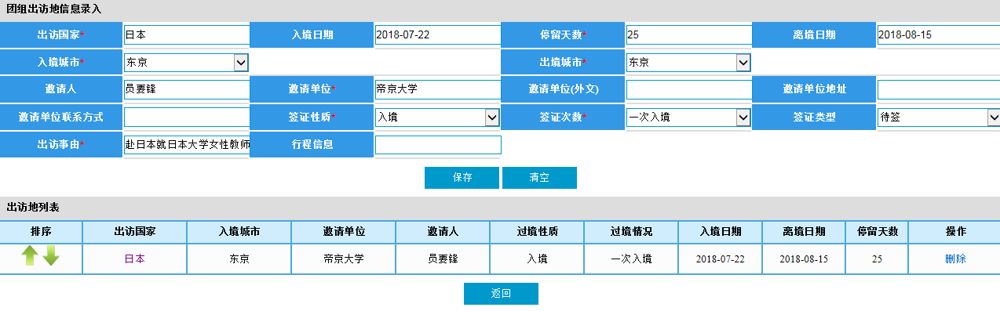 团组出访地信息录入
出访国家* 日本 入境日期 2018-07-22 停留天数* 25 离境日期 2018-08-15
入境城市* 东京 出境城市* 东京
邀请人 员要锋 邀请单位* 帝京大学 邀请单位(外文) 邀请单位地址
邀请单位联系方式 签证性质* 入境 签证次数* 一次入境 签证类型 待签
出访事由* 赴日本就日本大学女性教师 行程信息
保存 清空
出访地列表
排序 出访国家 入境城市 邀请单位 邀请人 过境性质 过境情况 入境日期 离境日期 停留天数 操作
日本 东京 帝京大学 员要锋 入境 一次入境 2018-07-22 2018-08-15 25 删除
返回